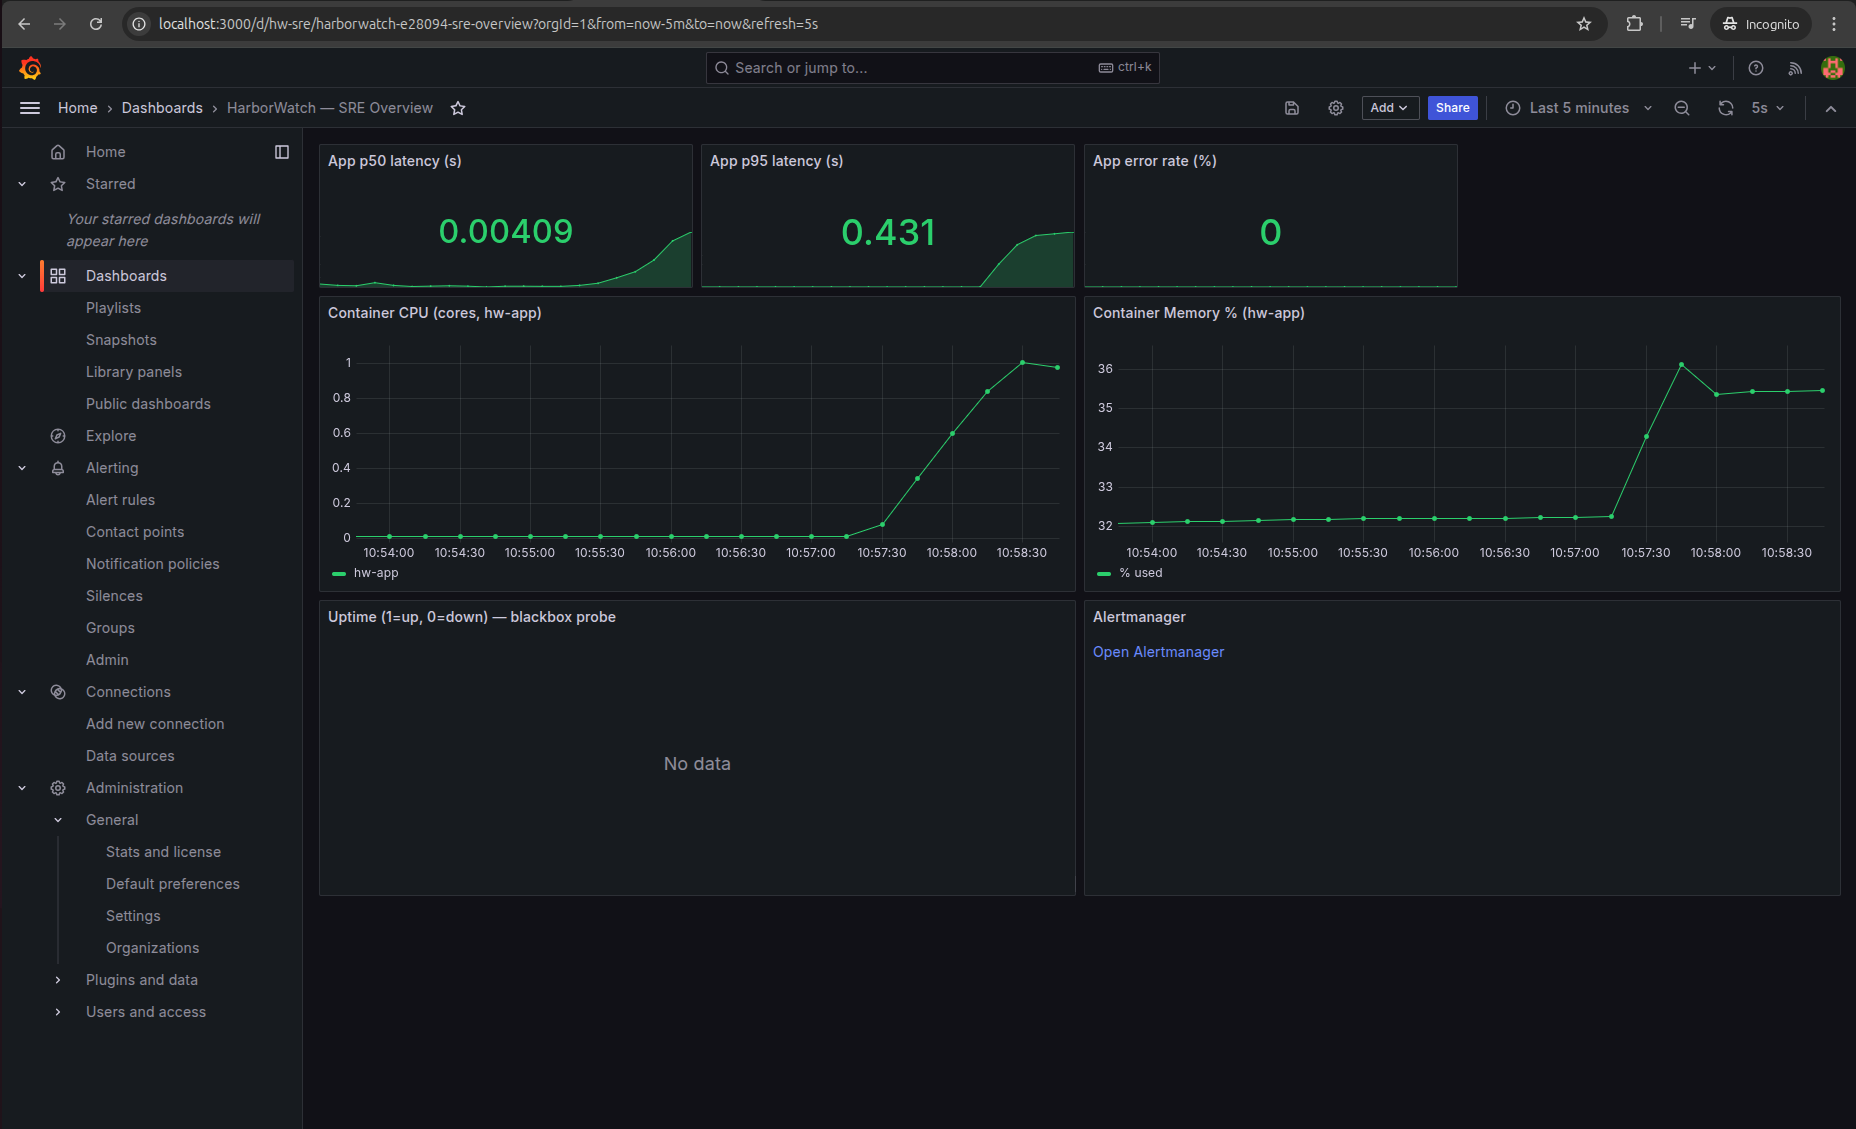 localhost:3000/d/hw-sre/harborwatch-e28094-sre-overview?orgId=1&from=now-5m&to=now&refresh=5s
Incognito
Search or jump to...
ctrl+k
Home › Dashboards › HarborWatch — SRE Overview
Add
Share
Last 5 minutes
5s
Home
Starred
Your starred dashboards will
appear here
Dashboards
Playlists
Snapshots
Library panels
Public dashboards
Explore
Alerting
Alert rules
Contact points
Notification policies
Silences
Groups
Admin
Connections
Add new connection
Data sources
Administration
General
Stats and license
Default preferences
Settings
Organizations
Plugins and data
Users and access
App p50 latency (s)
0.00409
App p95 latency (s)
0.431
App error rate (%)
0
Container CPU (cores, hw-app)
1
0.8
0.6
0.4
0.2
0
10:54:00 10:54:30 10:55:00 10:55:30 10:56:00 10:56:30 10:57:00 10:57:30 10:58:00 10:58:30
hw-app
Container Memory % (hw-app)
36
35
34
33
32
10:54:00 10:54:30 10:55:00 10:55:30 10:56:00 10:56:30 10:57:00 10:57:30 10:58:00 10:58:30
% used
Uptime (1=up, 0=down) — blackbox probe
No data
Alertmanager
Open Alertmanager